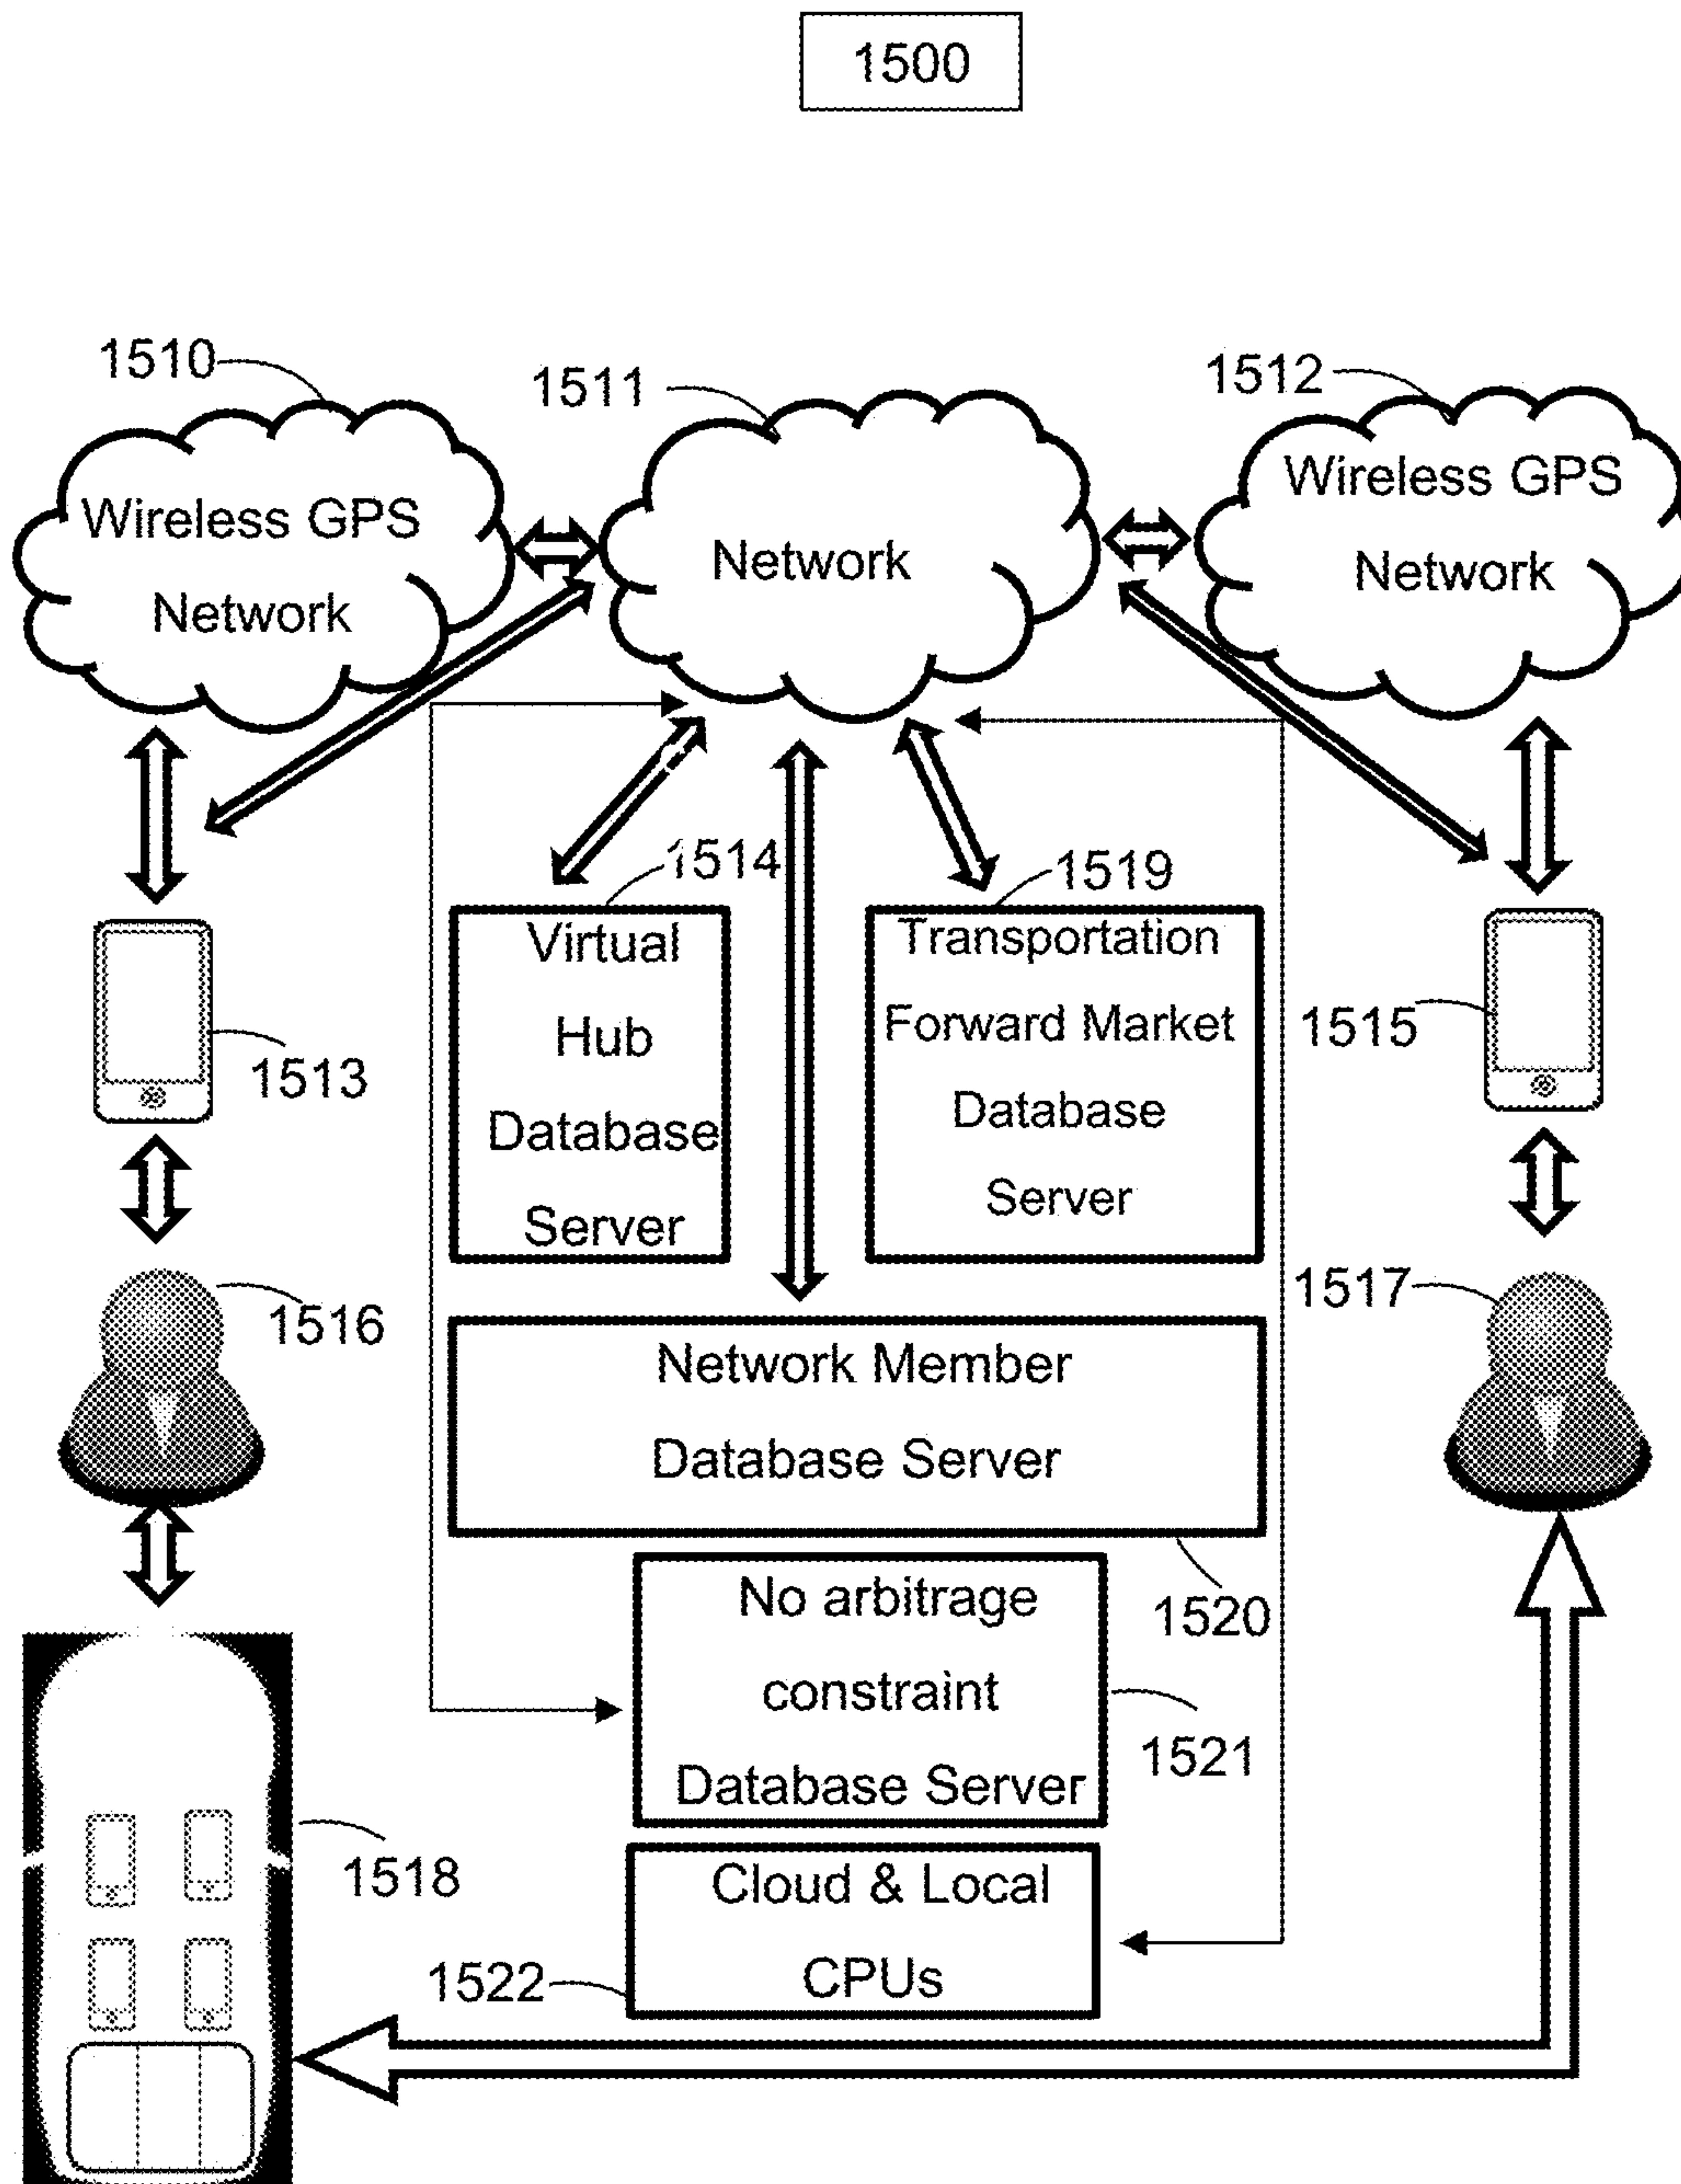 1500
1510
1511
1512
Wireless GPS
Network
Network
Wireless GPS
Network
1514
1519
Virtual
Hub
Database
Server
Transportation
Forward Market
Database
Server
1513
1515
1516
1517
Network Member
Database Server
1520
No arbitrage
constraint
Database Server
1521
1518
Cloud & Local
CPUs
1522